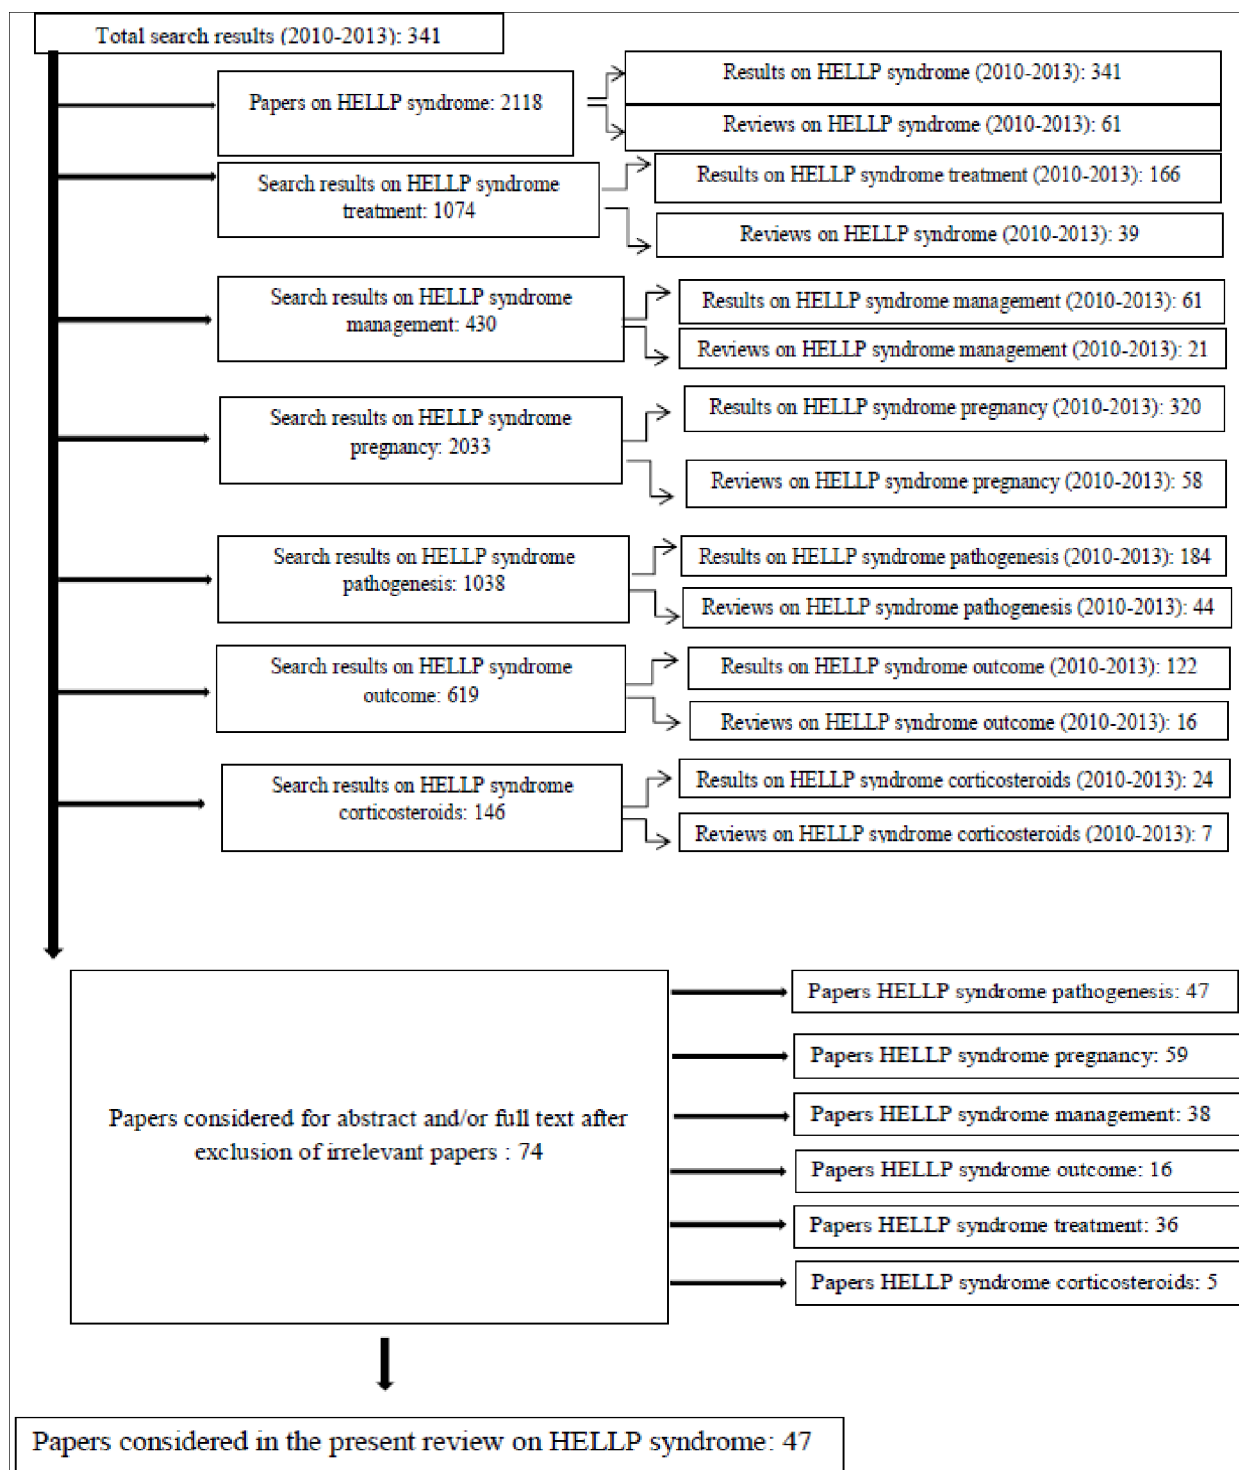 Total search results (2010-2013): 341
Papers on HELLP syndrome: 2118
Results on HELLP syndrome (2010-2013): 341
Reviews on HELLP syndrome (2010-2013): 61
Search results on HELLP syndrome
treatment: 1074
Results on HELLP syndrome treatment (2010-2013): 166
Reviews on HELLP syndrome (2010-2013): 39
Search results on HELLP syndrome
management: 430
Results on HELLP syndrome management (2010-2013): 61
Reviews on HELLP syndrome management (2010-2013): 21
Search results on HELLP syndrome
pregnancy: 2033
Results on HELLP syndrome pregnancy (2010-2013): 320
Reviews on HELLP syndrome pregnancy (2010-2013): 58
Search results on HELLP syndrome
pathogenesis: 1038
Results on HELLP syndrome pathogenesis (2010-2013): 184
Reviews on HELLP syndrome pathogenesis (2010-2013): 44
Search results on HELLP syndrome
outcome: 619
Results on HELLP syndrome outcome (2010-2013): 122
Reviews on HELLP syndrome outcome (2010-2013): 16
Search results on HELLP syndrome
corticosteroids: 146
Results on HELLP syndrome corticosteroids (2010-2013): 24
Reviews on HELLP syndrome corticosteroids (2010-2013): 7
Papers considered for abstract and/or full text after
exclusion of irrelevant papers : 74
Papers HELLP syndrome pathogenesis: 47
Papers HELLP syndrome pregnancy: 59
Papers HELLP syndrome management: 38
Papers HELLP syndrome outcome: 16
Papers HELLP syndrome treatment: 36
Papers HELLP syndrome corticosteroids: 5
Papers considered in the present review on HELLP syndrome: 47